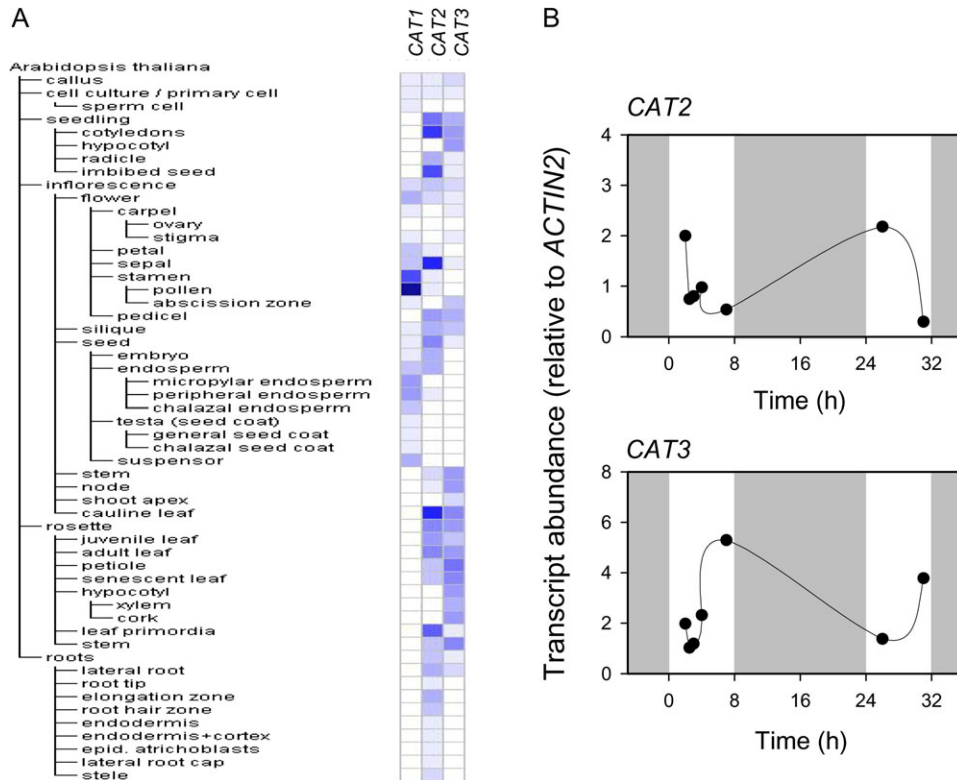 A
CAT1
CAT2
CAT3
Arabidopsis thaliana
callus
cell culture / primary cell
sperm cell
seedling
cotyledons
hypocotyl
radicle
imbibed seed
inflorescence
flower
carpel
ovary
stigma
petal
sepal
stamen
pollen
abscission zone
pedicel
silique
seed
embryo
endosperm
micropylar endosperm
peripheral endosperm
chalazal endosperm
testa (seed coat)
general seed coat
chalazal seed coat
suspensor
stem
node
shoot apex
cauline leaf
rosette
juvenile leaf
adult leaf
petiole
senescent leaf
hypocotyl
xylem
cork
leaf primordia
stem
roots
lateral root
root tip
elongation zone
root hair zone
endodermis
endodermis+cortex
epid. atrichoblasts
lateral root cap
stele
B
Transcript abundance (relative to ACTIN2)
CAT2
4
3
2
1
0
0 8 16 24 32
Time (h)
CAT3
8
6
4
2
0
0 8 16 24 32
Time (h)